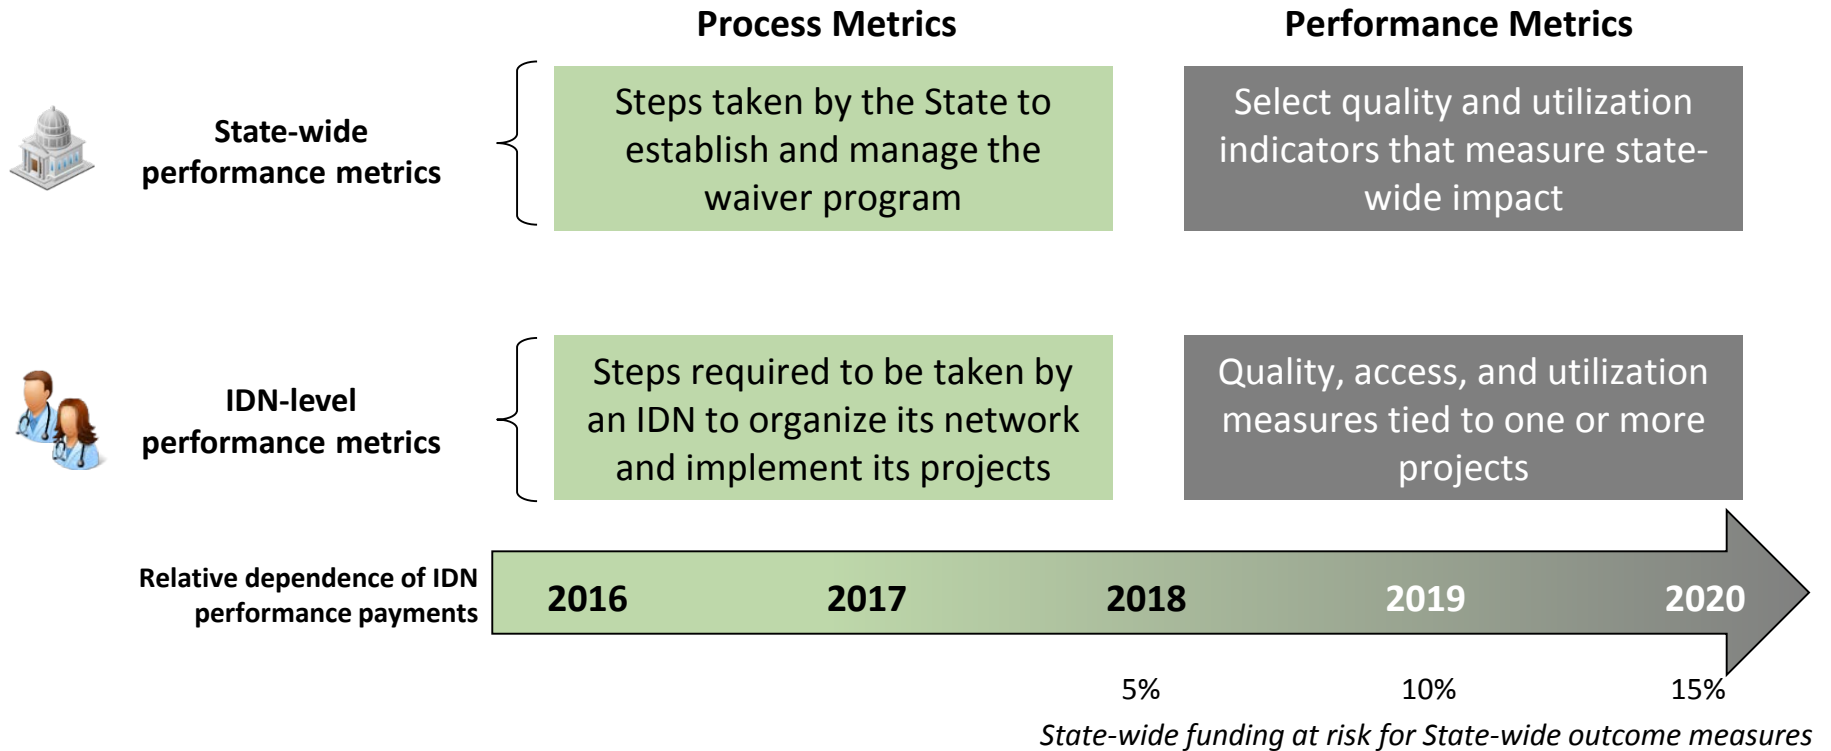 Process Metrics
Performance Metrics
State-wide
performance metrics
Steps taken by the State to
establish and manage the
waiver program
Select quality and utilization
indicators that measure state-
wide impact
IDN-level
performance metrics
Steps required to be taken by
an IDN to organize its network
and implement its projects
Quality, access, and utilization
measures tied to one or more
projects
Relative dependence of IDN
performance payments
2016
2017
2018
2019
2020
5%
10%
15%
State-wide funding at risk for State-wide outcome measures